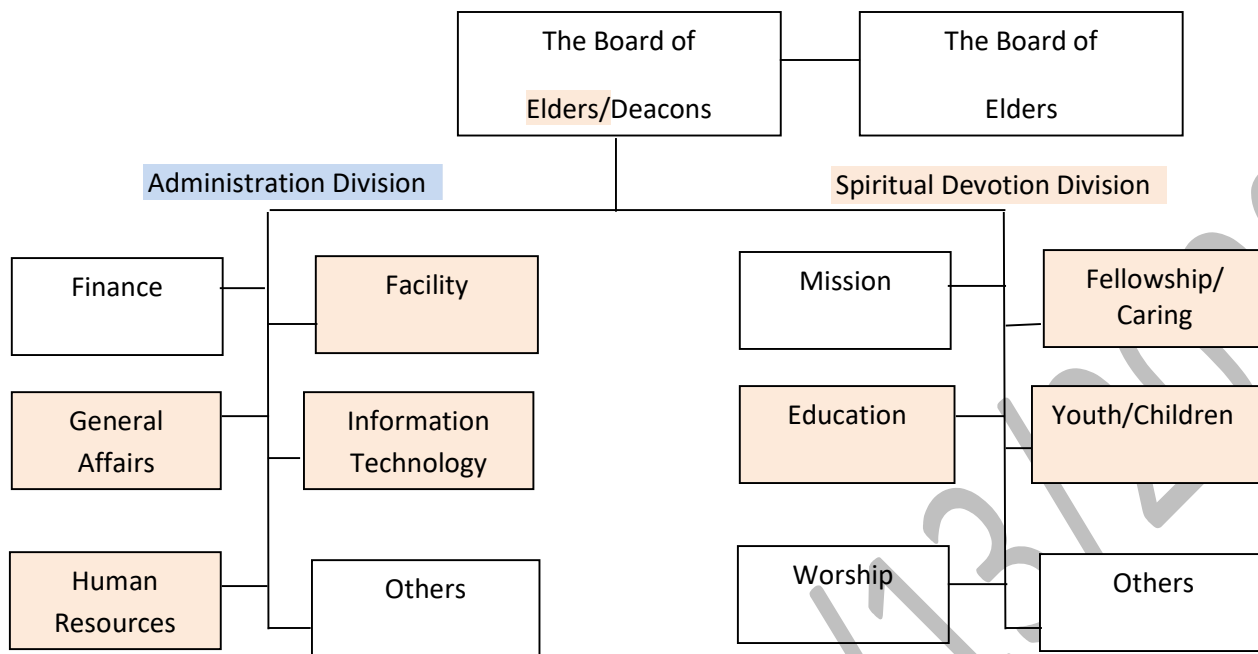 The Board of
Elders/Deacons
The Board of
Elders
Administration Division
Spiritual Devotion Division
Finance
Facility
Mission
Fellowship/
Caring
General
Affairs
Information
Technology
Education
Youth/Children
Human
Resources
Others
Worship
Others